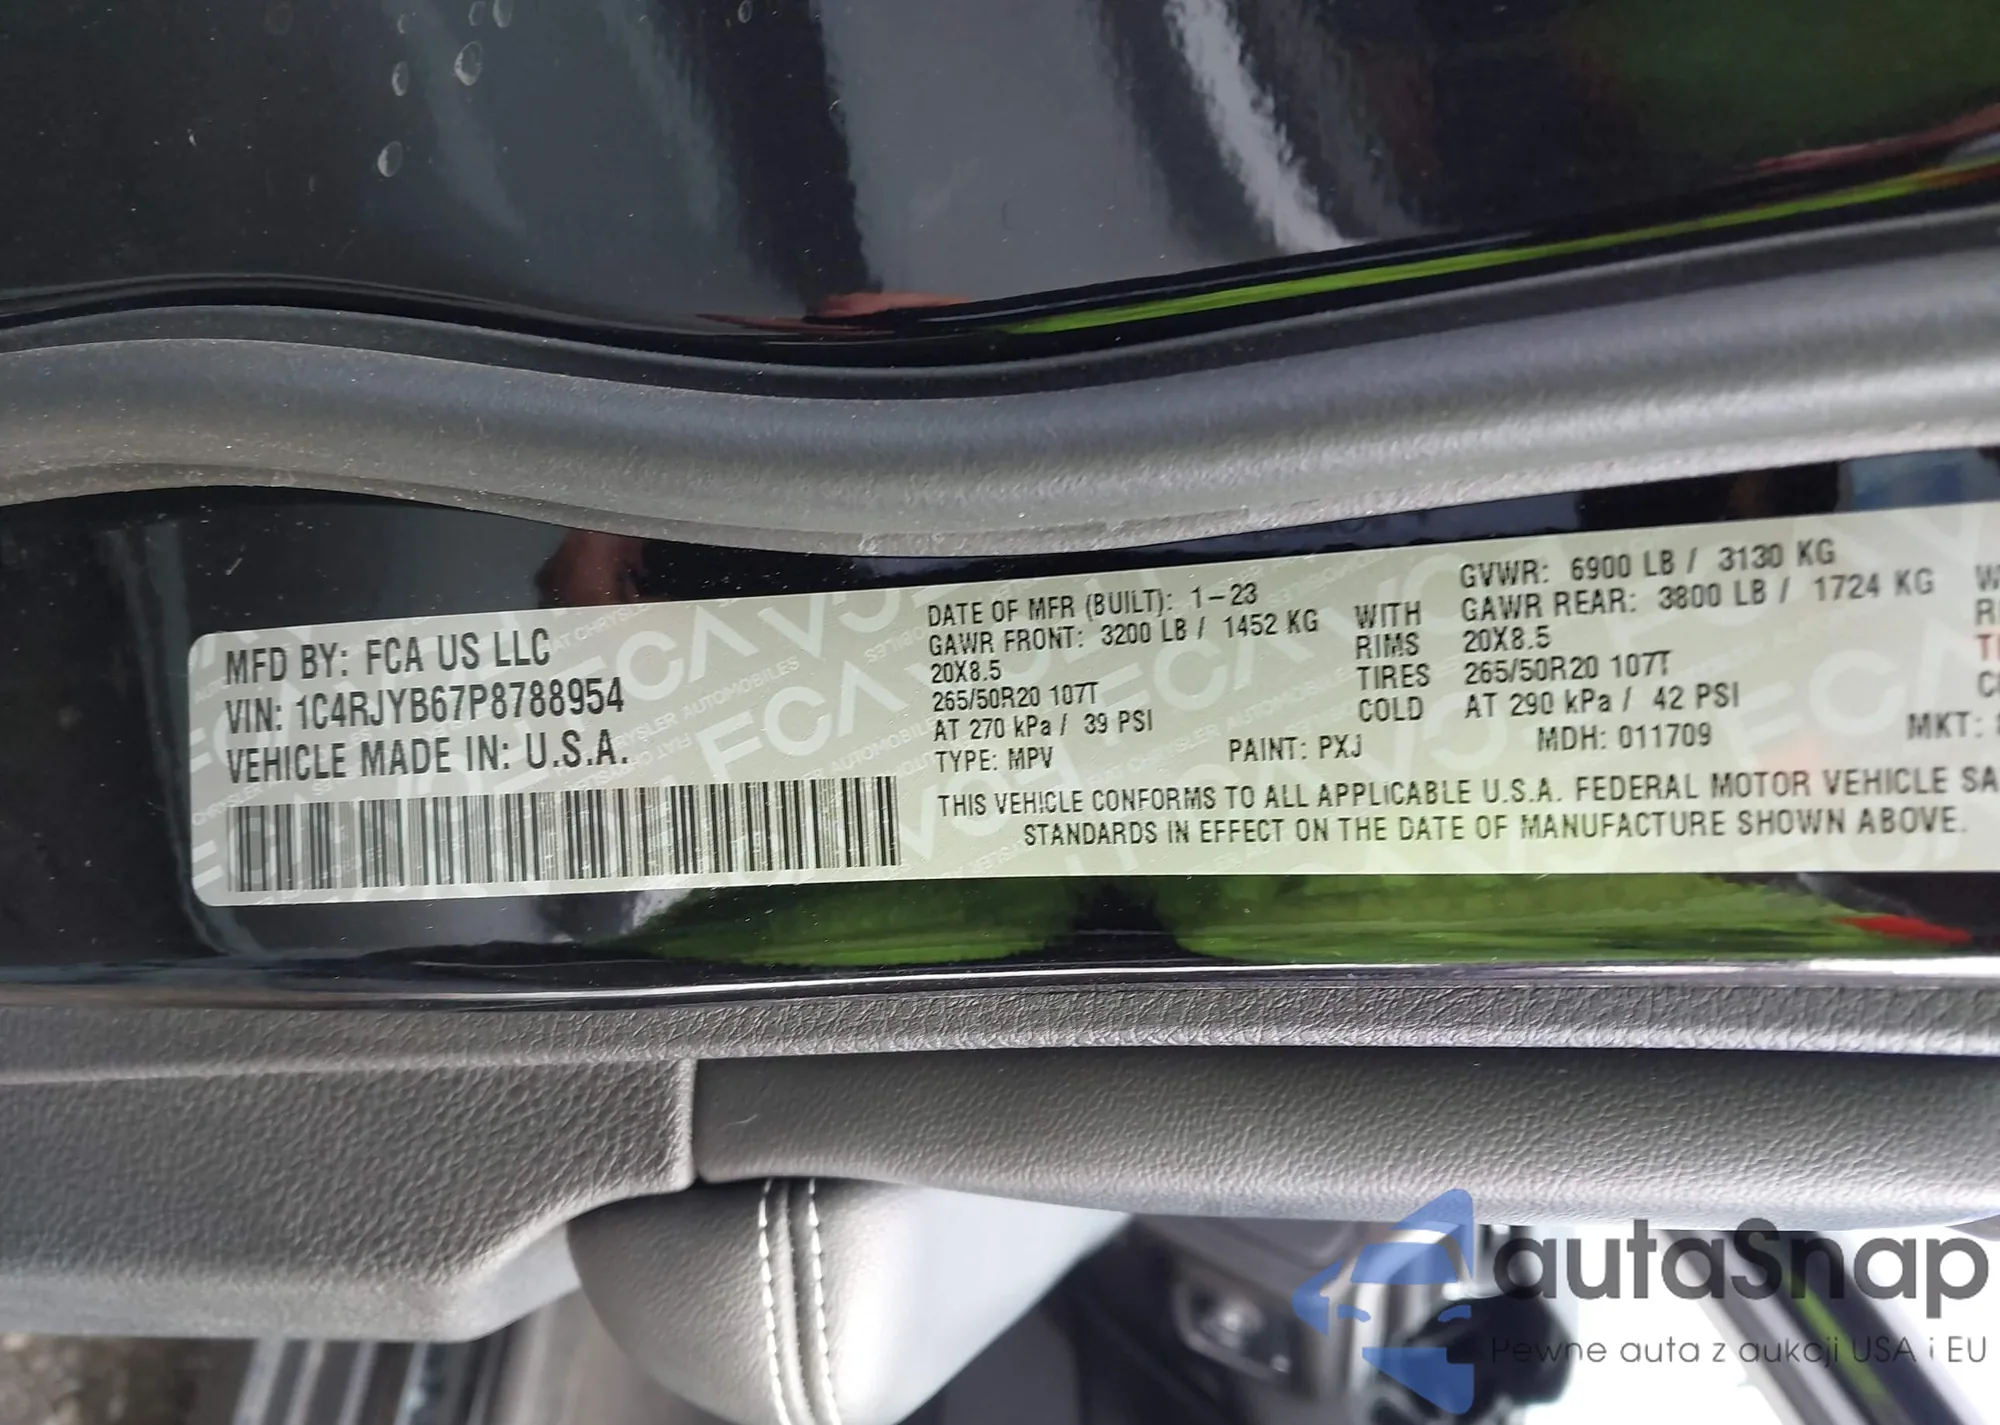 MFD BY: FCA US LLC
VIN: 1C4RJYB67P8788954
VEHICLE MADE IN: U.S.A.
DATE OF MFR (BUILT): 1-23
GAWR FRONT: 3200 LB / 1452 KG
20X8.5
265/50R20 107T
AT 270 kPa / 39 PSI
TYPE: MPV
WITH
RIMS
TIRES
COLD
GVWR: 6900 LB / 3130 KG
GAWR REAR: 3800 LB / 1724 KG
20X8.5
265/50R20 107T
AT 290 kPa / 42 PSI
PAINT: PXJ
MDH: 011709
MKT:
THIS VEHICLE CONFORMS TO ALL APPLICABLE U.S.A. FEDERAL MOTOR VEHICLE SA
STANDARDS IN EFFECT ON THE DATE OF MANUFACTURE SHOWN ABOVE.
autaSnap
Pewne auta z aukcji USA i EU